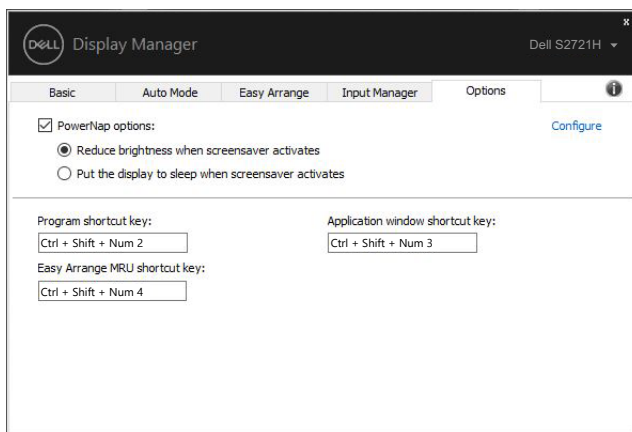 x
DELL Display Manager
Dell S2721H
Basic Auto Mode Easy Arrange Input Manager Options i
PowerNap options: Configure
Reduce brightness when screensaver activates
Put the display to sleep when screensaver activates
Program shortcut key: Application window shortcut key:
Ctrl + Shift + Num 2 Ctrl + Shift + Num 3
Easy Arrange MRU shortcut key:
Ctrl + Shift + Num 4